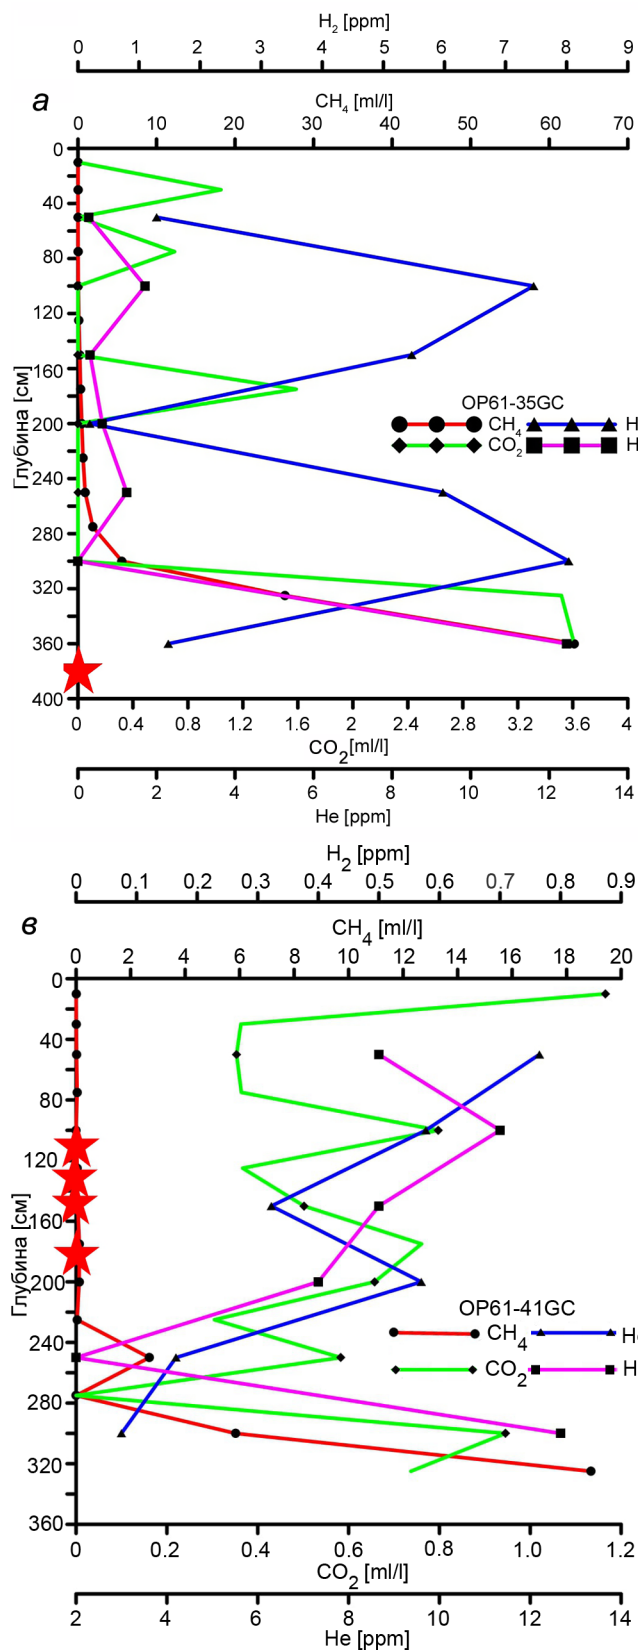 H2 [ppm]
0 1 2 3 4 5 6 7 8 9
а
CH4 [ml/l]
0 10 20 30 40 50 60 70
0
40
80
120
160
200
240
280
320
360
400
Глубина [см]
OP61-35GC
CH4 H
CO2 H
0 0.4 0.8 1.2 1.6 2 2.4 2.8 3.2 3.6 4
CO2[ml/l]
0 2 4 6 8 10 12 14
He [ppm]
H2 [ppm]
0 0.1 0.2 0.3 0.4 0.5 0.6 0.7 0.8 0.9
в
CH4 [ml/l]
0 2 4 6 8 10 12 14 16 18 20
0
40
80
120
160
200
240
280
320
360
Глубина [см]
OP61-41GC
CH4 He
CO2 H
0 0.2 0.4 0.6 0.8 1.0 1.2
CO2 [ml/l]
2 4 6 8 10 12 14
He [ppm]